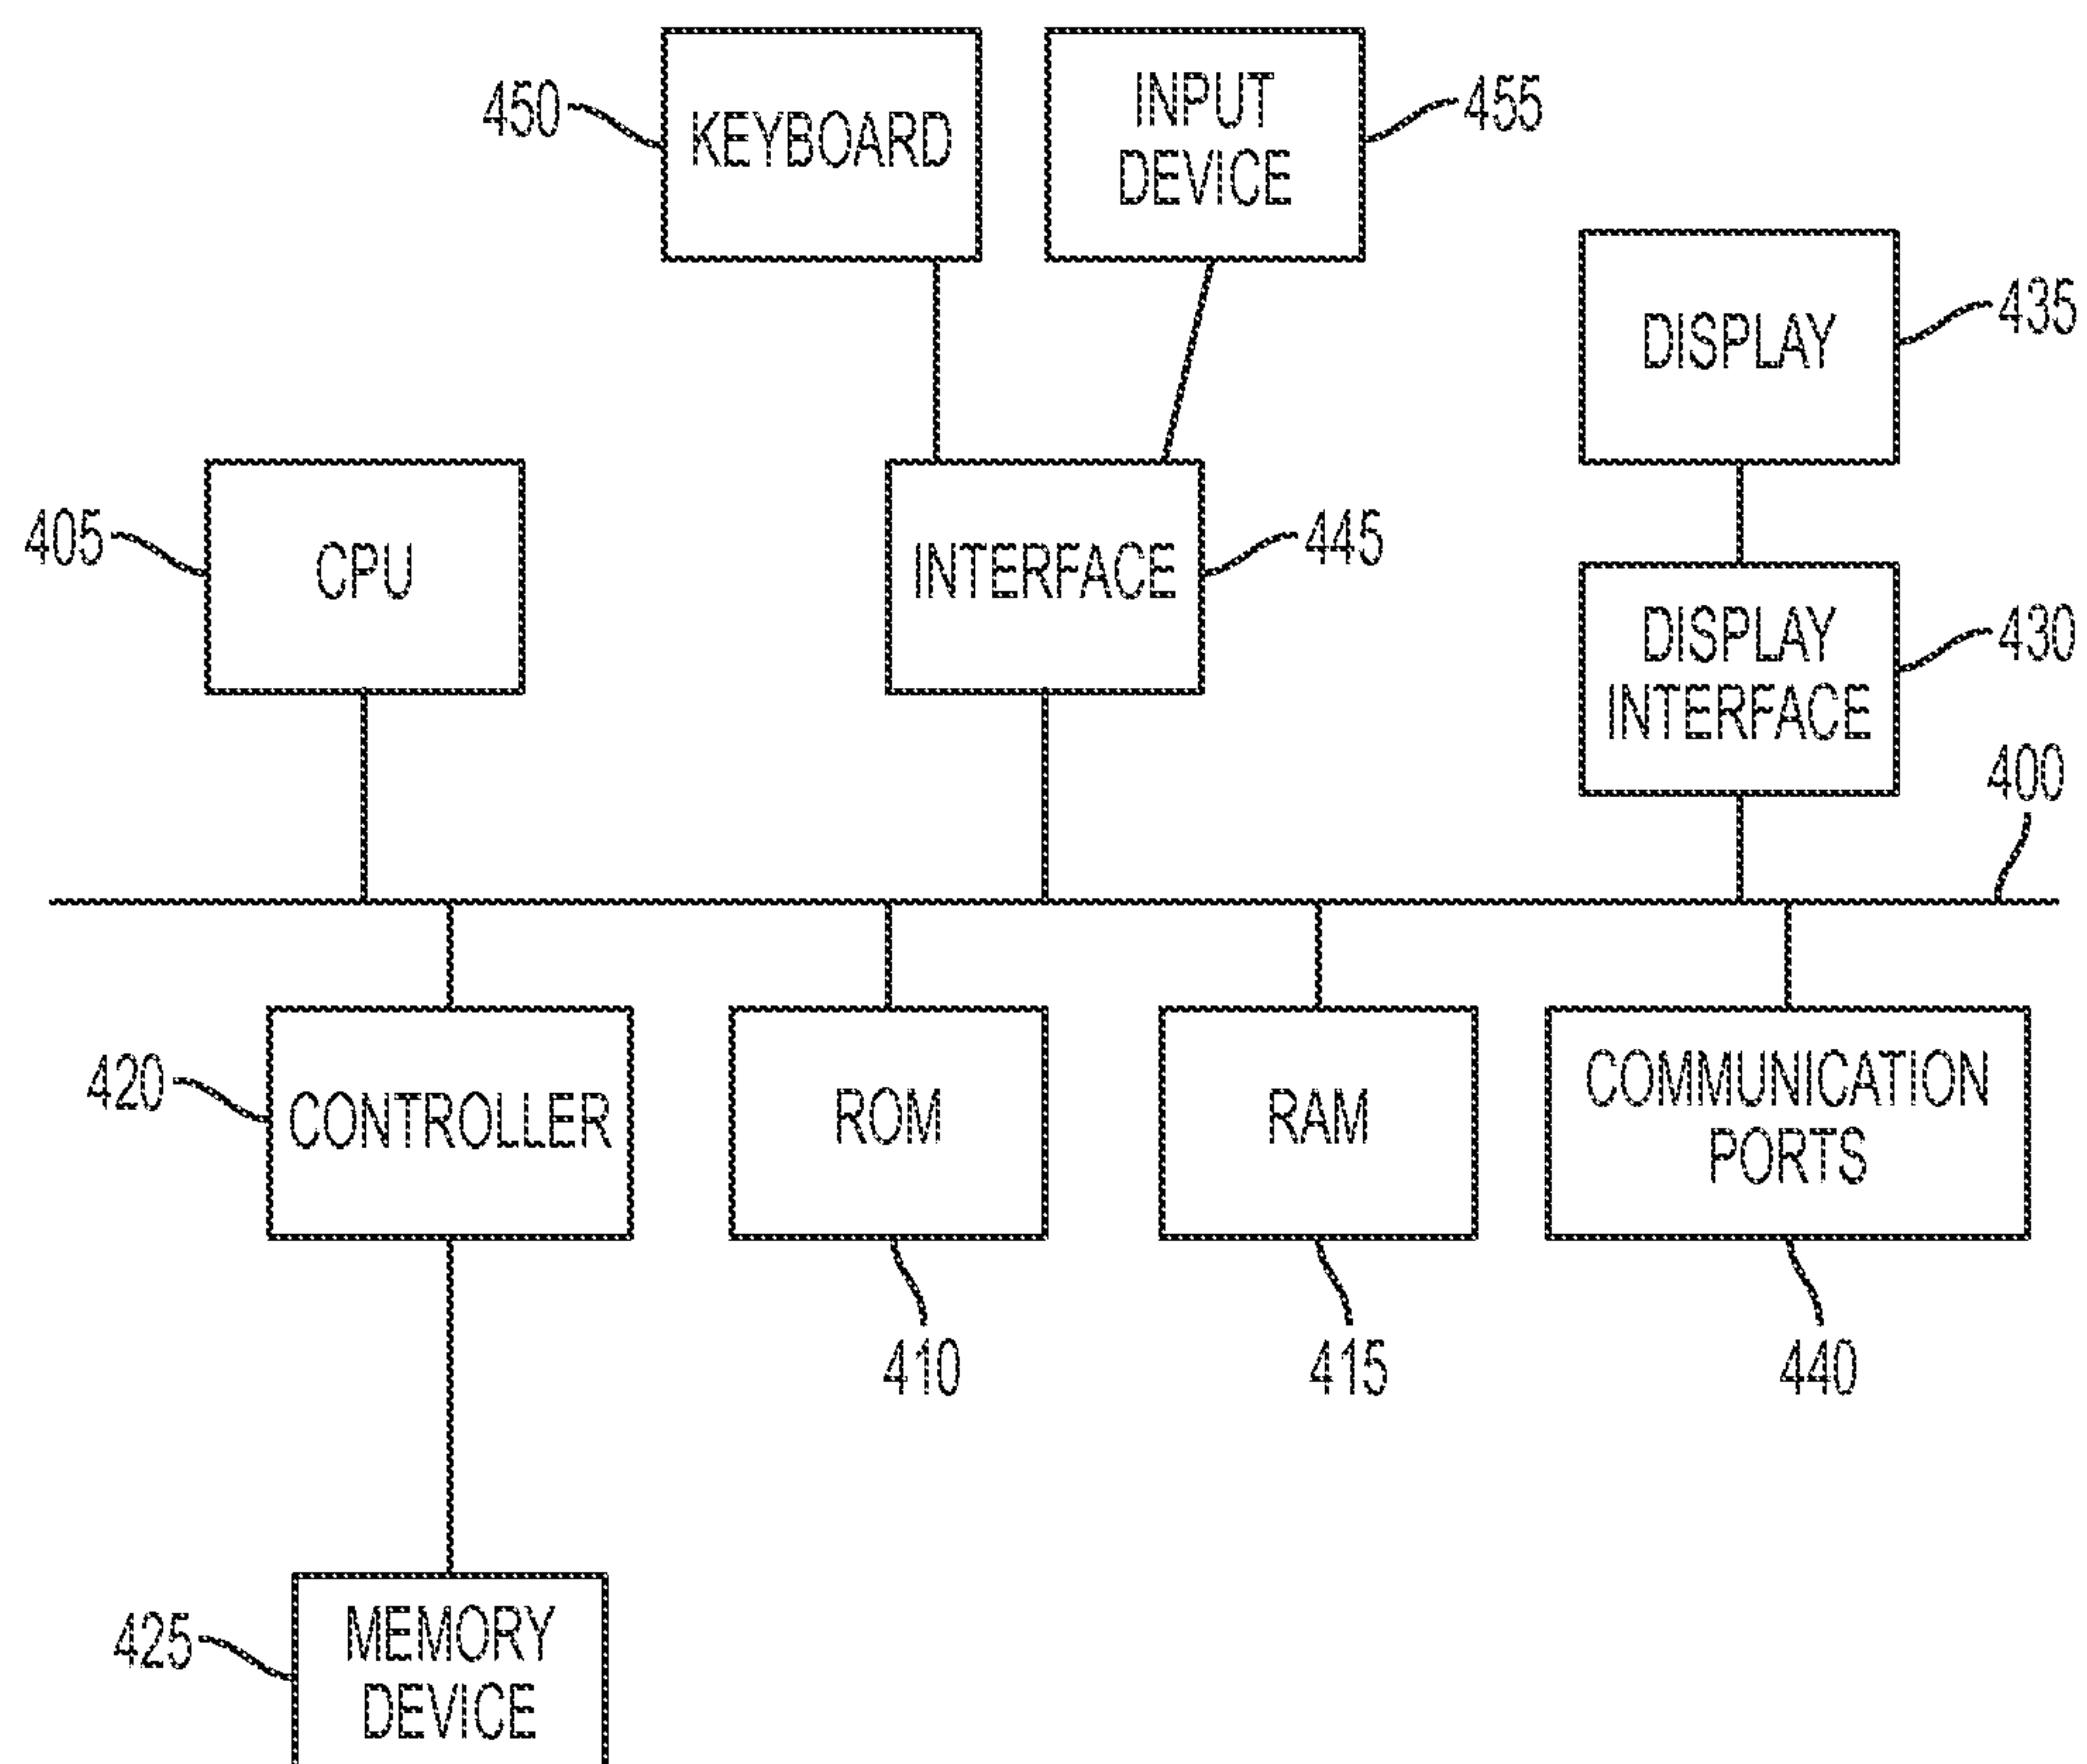 450
KEYBOARD
INPUT
DEVICE
455
DISPLAY
435
405
CPU
INTERFACE
445
DISPLAY
INTERFACE
430
400
420
CONTROLLER
ROM
RAM
COMMUNICATION
PORTS
410
415
440
425
MEMORY
DEVICE